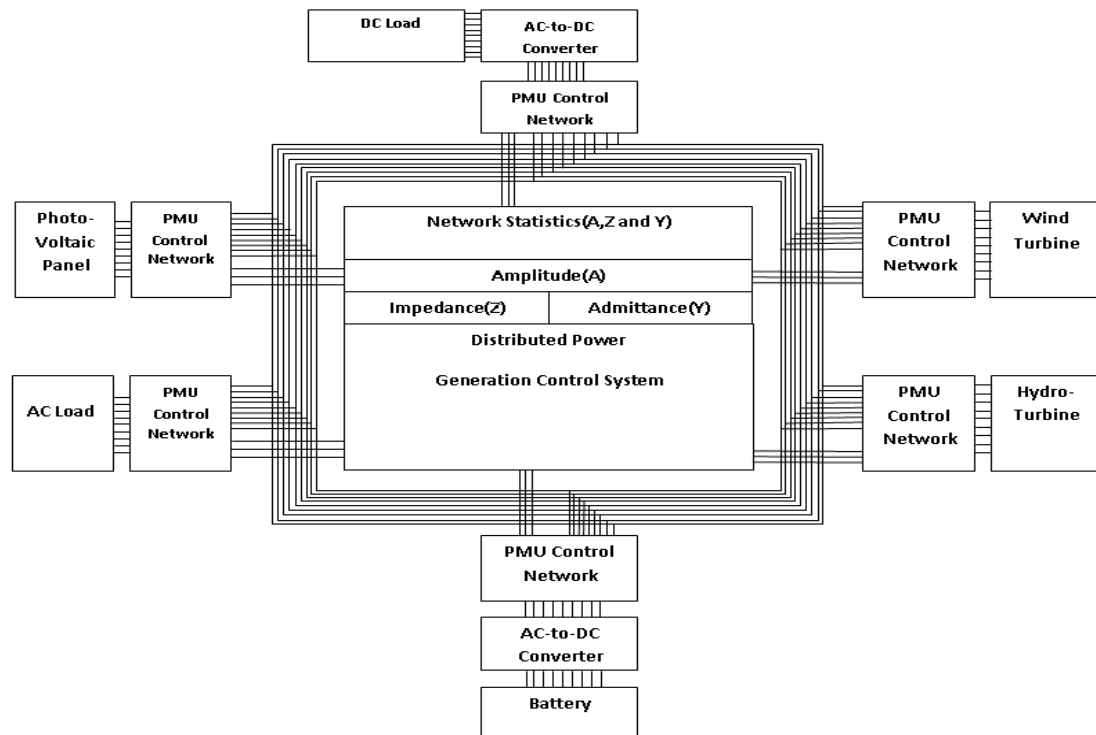 DC Load
AC-to-DC
Converter
PMU Control
Network
Photo-
Voltaic
Panel
PMU
Control
Network
Network Statistics(A,Z and Y)
Amplitude(A)
Impedance(Z)
Admittance(Y)
Distributed Power
Generation Control System
PMU
Control
Network
Wind
Turbine
AC Load
PMU
Control
Network
PMU
Control
Network
Hydro-
Turbine
PMU Control
Network
AC-to-DC
Converter
Battery